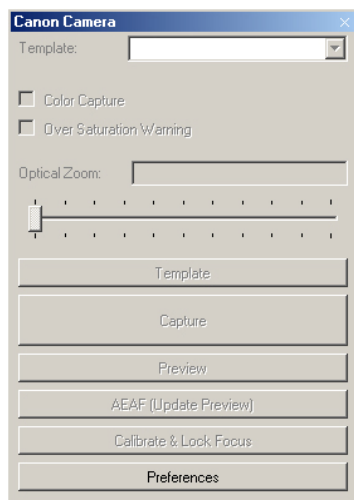 Canon Camera
Template:
Color Capture
Over Saturation Warning
Optical Zoom:
Template
Capture
Preview
AEAF (Update Preview)
Calibrate & Lock Focus
Preferences